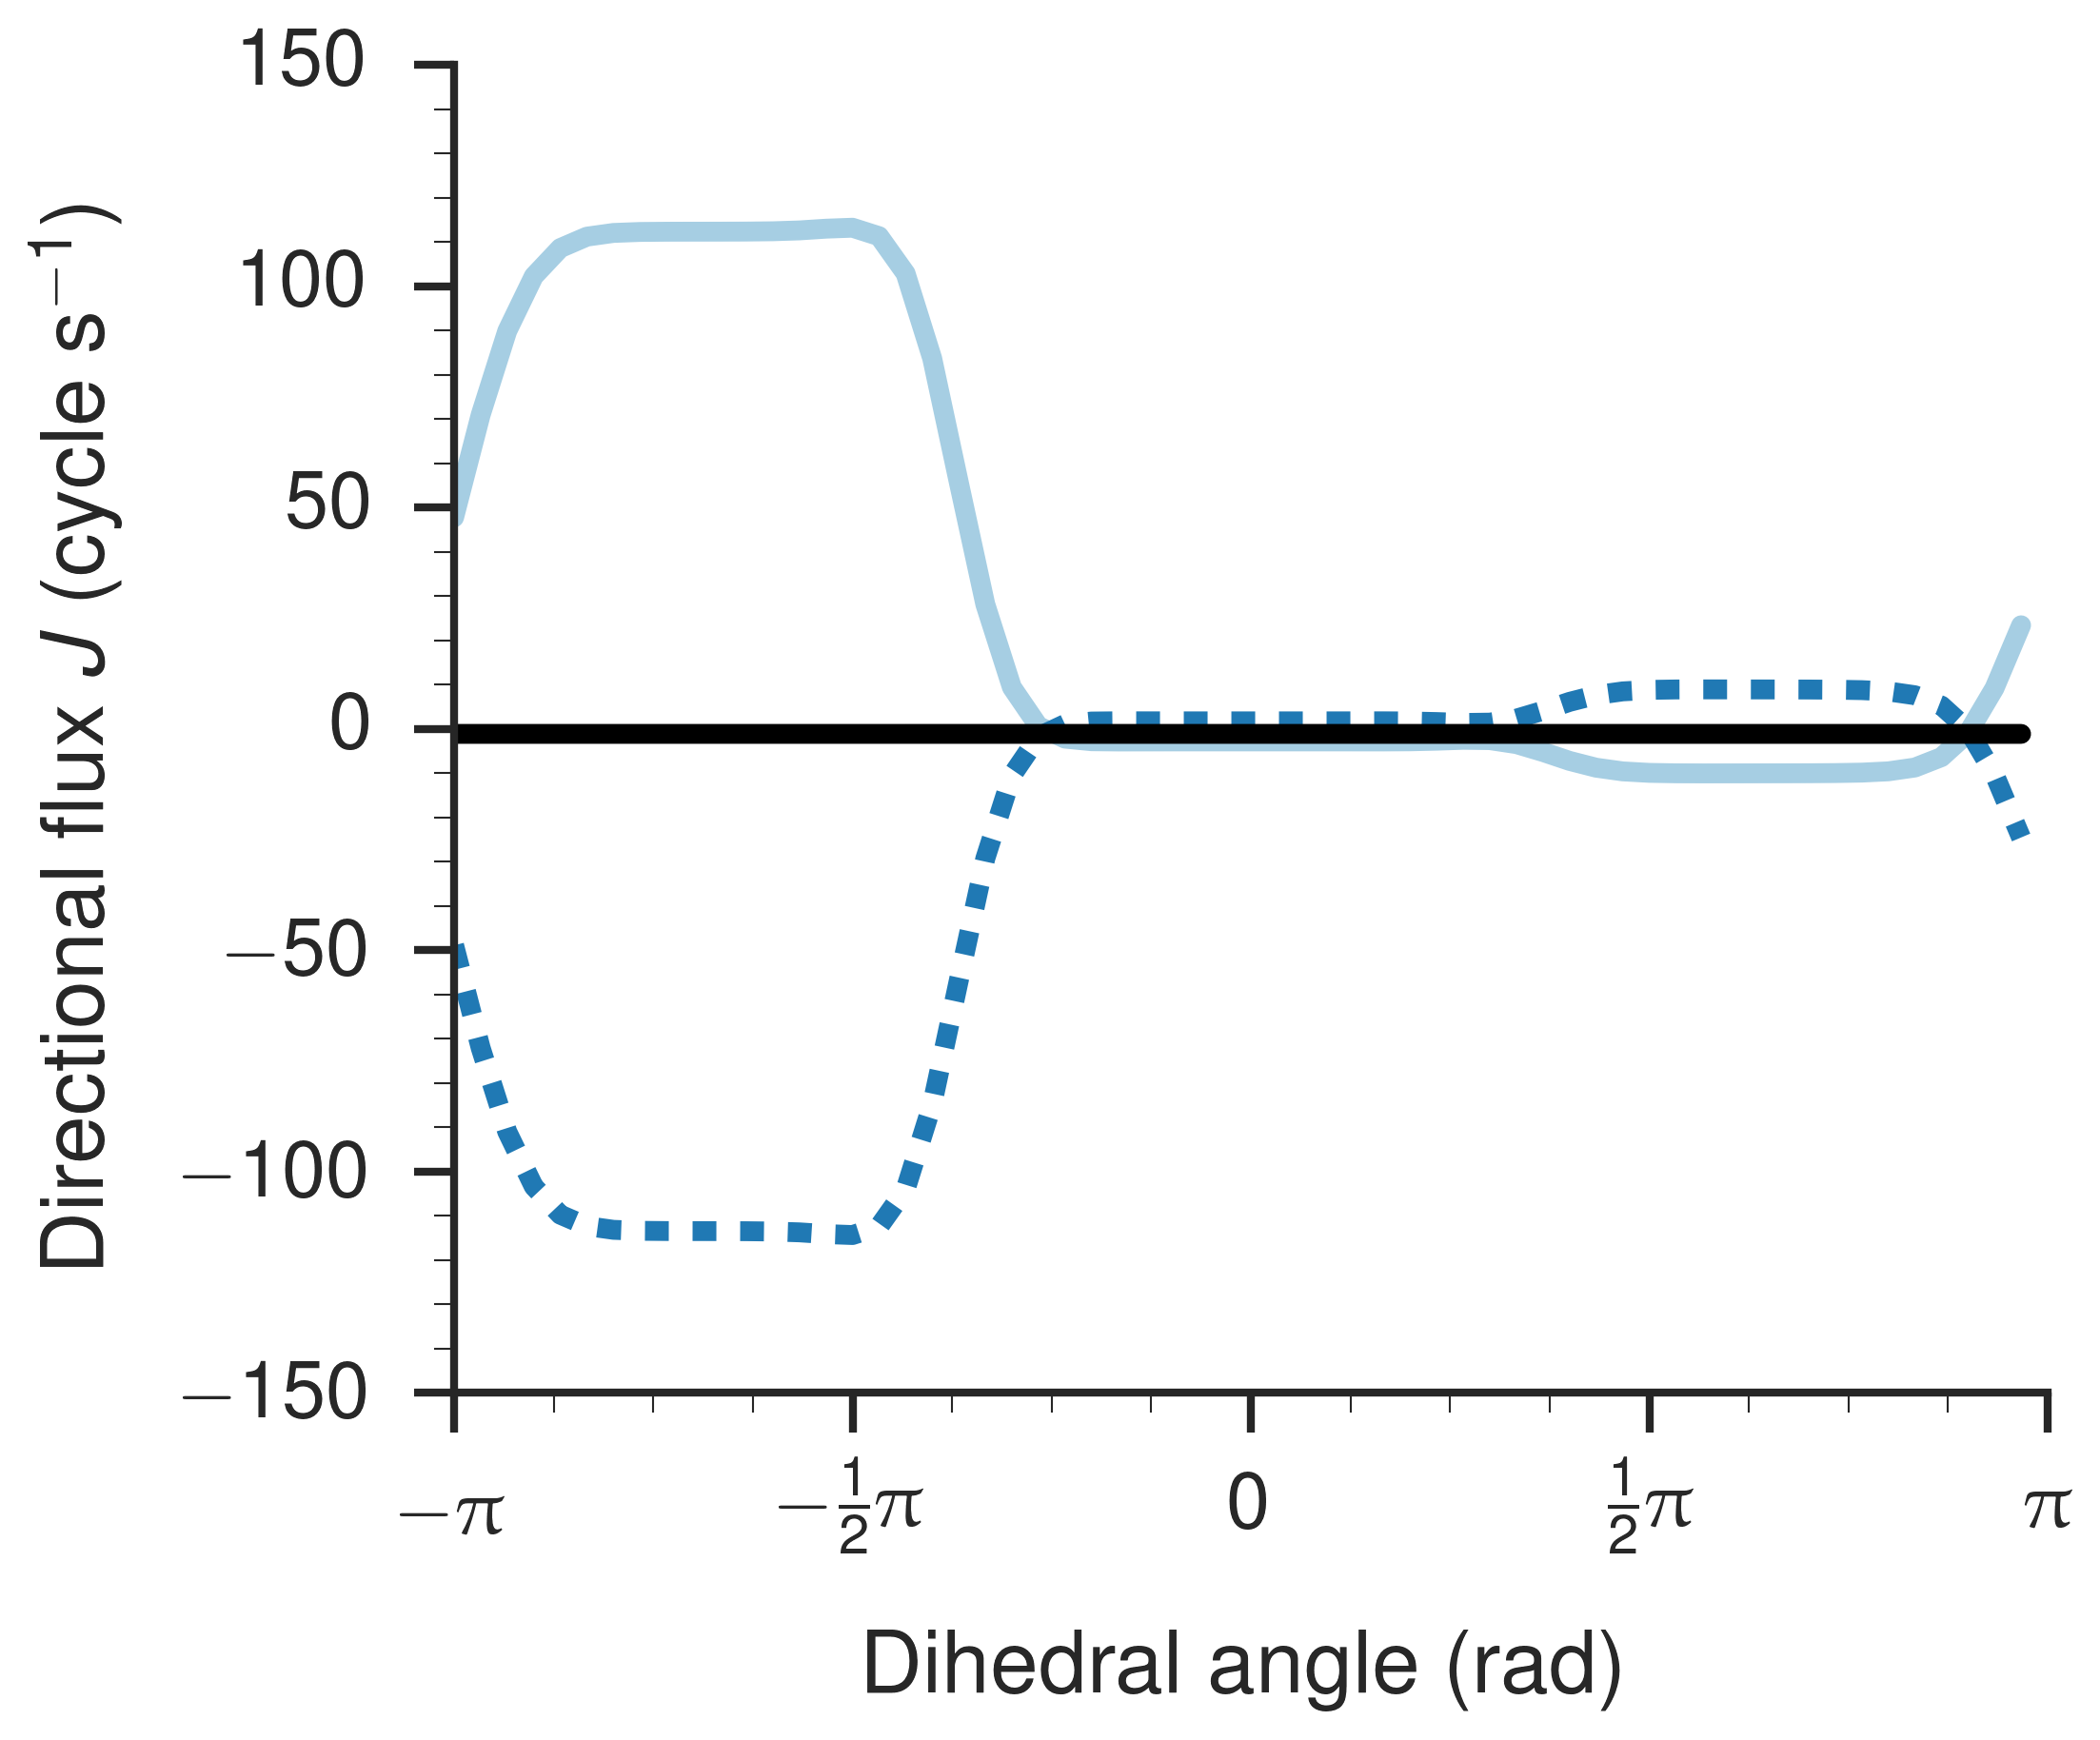 Directional flux J (cycle s⁻¹)
150
100
50
0
−50
−100
−150
−π
−½π
0
½π
π
Dihedral angle (rad)